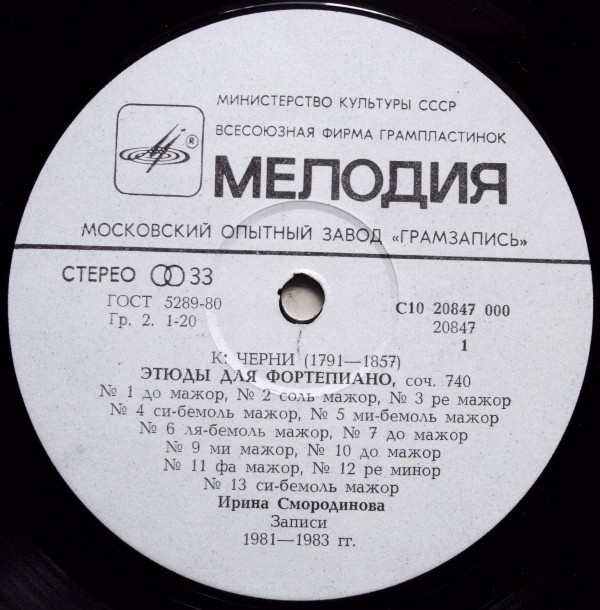 МИНИСТЕРСТВО КУЛЬТУРЫ СССР
ВСЕСОЮЗНАЯ ФИРМА ГРАМПЛАСТИНОК
®
МЕЛОДИЯ
МОСКОВСКИЙ ОПЫТНЫЙ ЗАВОД «ГРАМЗАПИСЬ»
СТЕРЕО 33
ГОСТ 5289-80
Гр. 2. 1-20
С10 20847 000
20847
1
К. ЧЕРНИ (1791—1857)
ЭТЮДЫ ДЛЯ ФОРТЕПИАНО, соч. 740
№ 1 до мажор, № 2 соль мажор, № 3 ре мажор
№ 4 си-бемоль мажор, № 5 ми-бемоль мажор
№ 6 ля-бемоль мажор, № 7 до мажор
№ 9 ми мажор, № 10 до мажор
№ 11 фа мажор, № 12 ре минор
№ 13 си-бемоль мажор
Ирина Смородинова
Записи
1981—1983 гг.